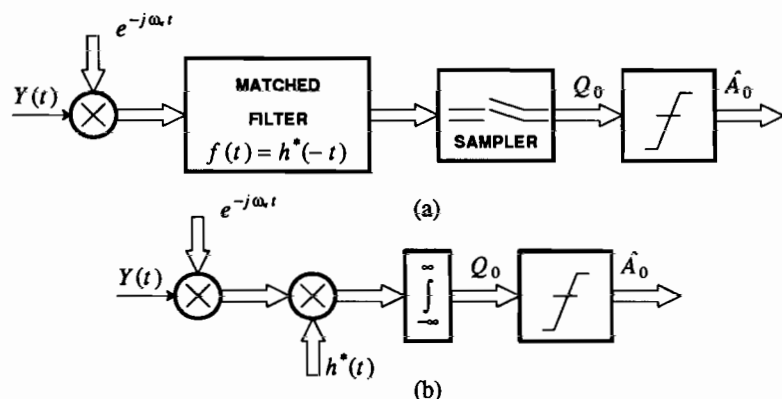 e^{-jω_c t}
Y(t)
MATCHED
FILTER
f(t) = h*(-t)
SAMPLER
Q_0
Â_0
(a)
e^{-jω_c t}
Y(t)
h*(t)
∞
∫
-∞
Q_0
Â_0
(b)